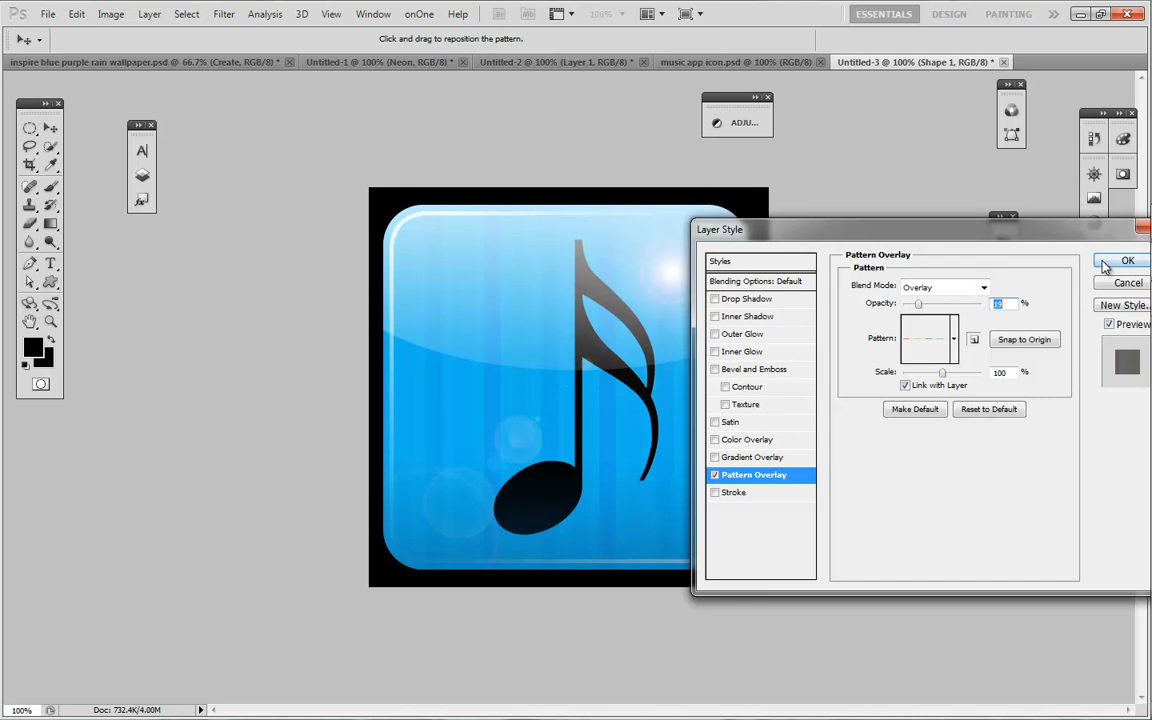 Ps File Edit Image Layer Select Filter Analysis 3D View Window onOne Help Br Mb 100% ESSENTIALS DESIGN PAINTING
Click and drag to reposition the pattern.
inspire blue purple rain wallpaper.psd @ 66.7% (Create, RGB/8) * Untitled-1 @ 100% (Neon, RGB/8) * Untitled-2 @ 100% (Layer 1, RGB/8) * music app icon.psd @ 100% (RGB/8) Untitled-3 @ 100% (Shape 1, RGB/8) *
ADJU...
Layer Style
Styles
Blending Options: Default
Drop Shadow
Inner Shadow
Outer Glow
Inner Glow
Bevel and Emboss
Contour
Texture
Satin
Color Overlay
Gradient Overlay
Pattern Overlay
Stroke
Pattern Overlay
Pattern
Blend Mode: Overlay
Opacity: 19 %
Pattern: Snap to Origin
Scale: 100 %
Link with Layer
Make Default Reset to Default
OK
Cancel
New Style..
Preview
100% Doc: 732.4K/4.00M